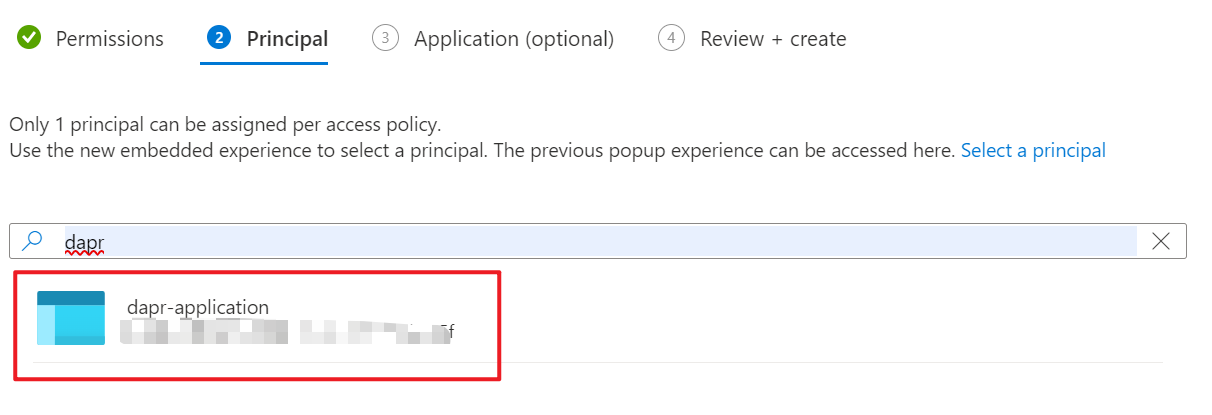 Permissions 2 Principal 3 Application (optional) 4 Review + create
Only 1 principal can be assigned per access policy.
Use the new embedded experience to select a principal. The previous popup experience can be accessed here. Select a principal
dapr
dapr-application